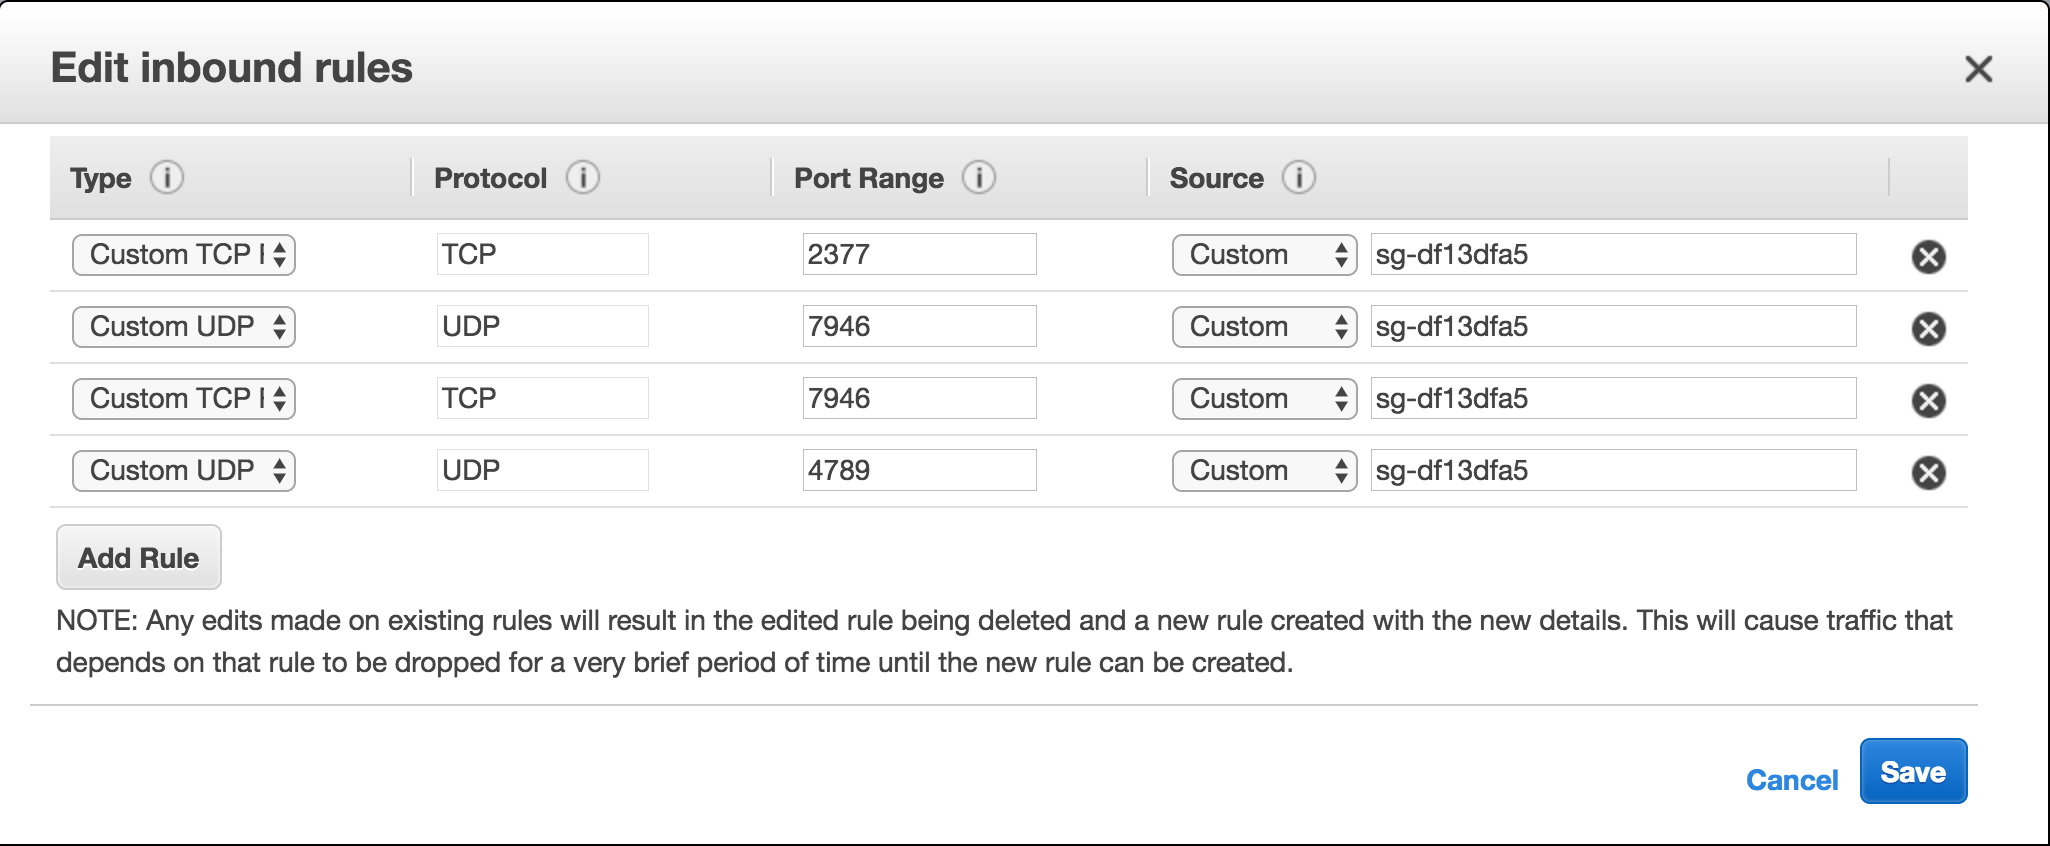 Edit inbound rules
Type Protocol Port Range Source
Custom TCP TCP 2377 Custom sg-df13dfa5
Custom UDP UDP 7946 Custom sg-df13dfa5
Custom TCP TCP 7946 Custom sg-df13dfa5
Custom UDP UDP 4789 Custom sg-df13dfa5
Add Rule
NOTE: Any edits made on existing rules will result in the edited rule being deleted and a new rule created with the new details. This will cause traffic that
depends on that rule to be dropped for a very brief period of time until the new rule can be created.
Cancel Save